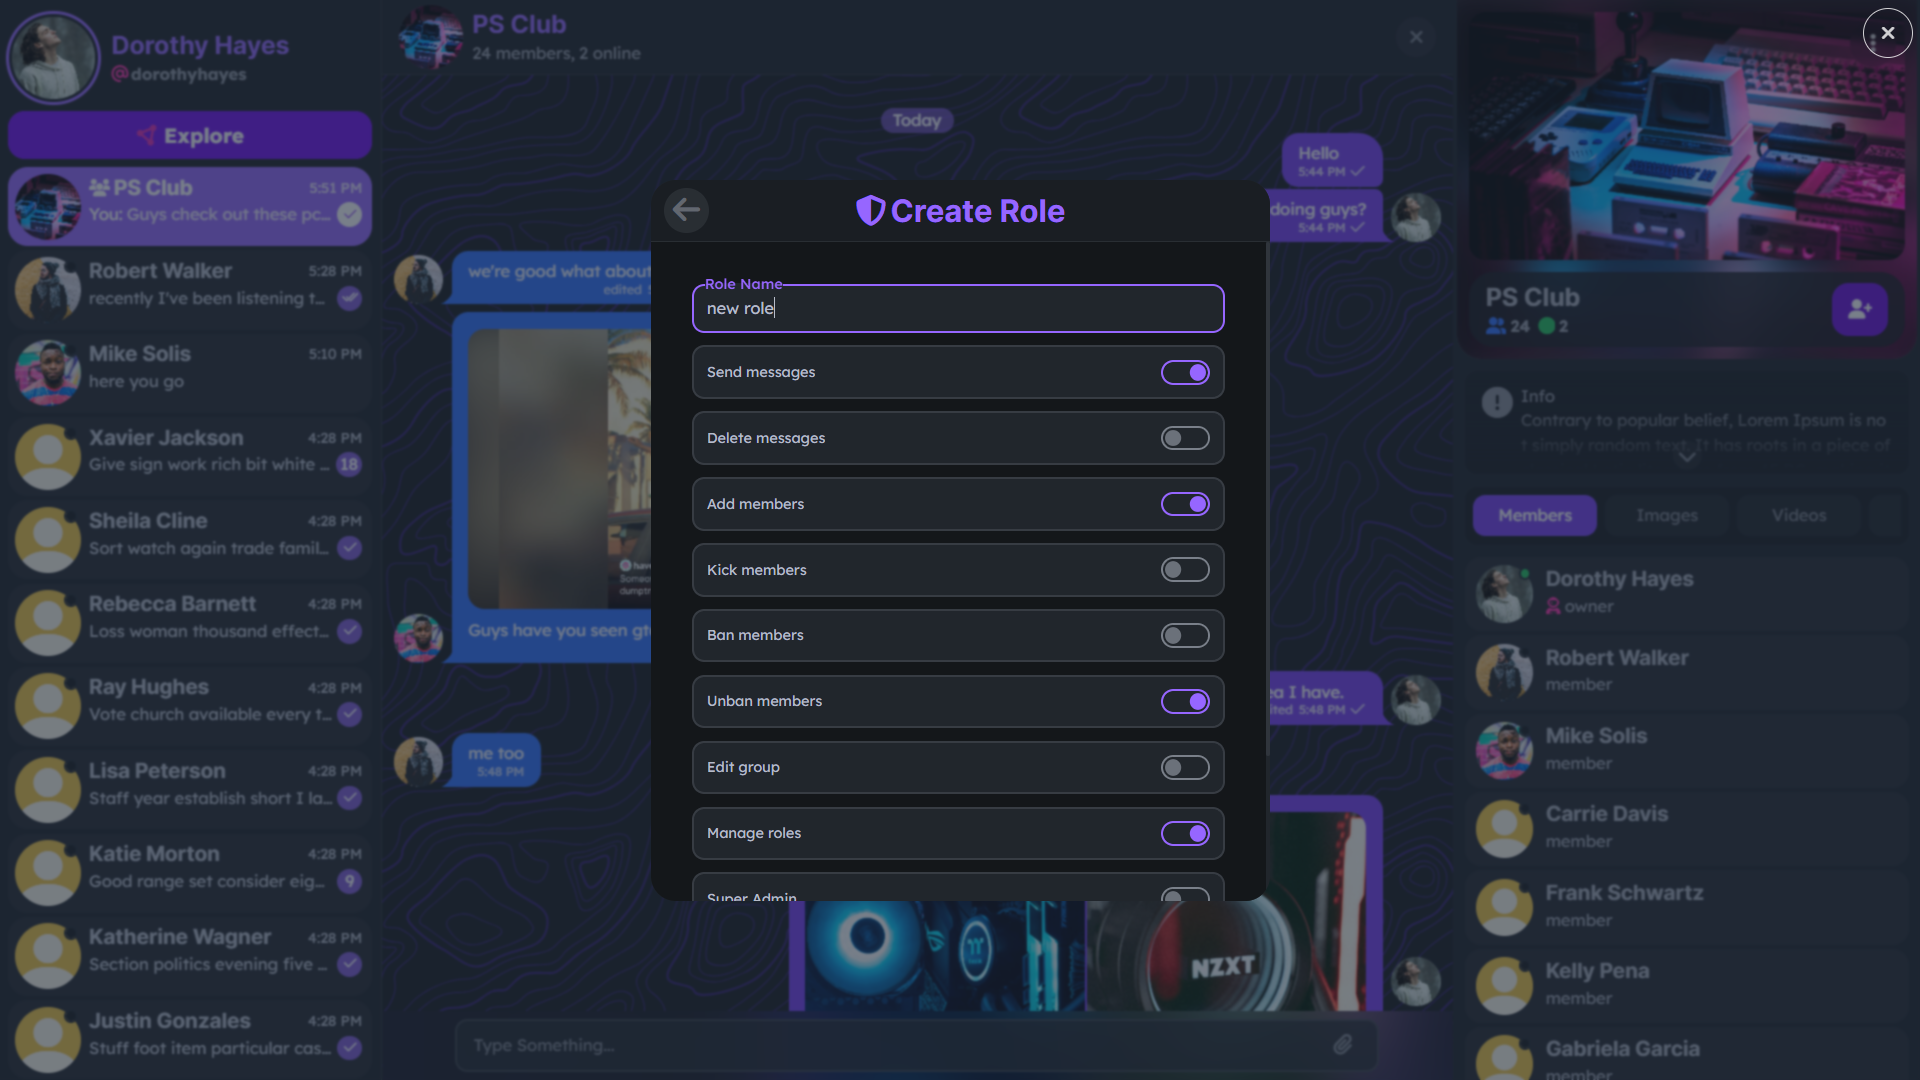 Dorothy Hayes
@dorothyhayes
Explore
PS Club 5:51 PM
You: Guys check out these pc...
Robert Walker 5:28 PM
recently I've been listening t...
Mike Solis 5:10 PM
here you go
Xavier Jackson 4:28 PM
Give sign work rich bit white ... 18
Sheila Cline 4:28 PM
Sort watch again trade famil...
Rebecca Barnett 4:28 PM
Loss woman thousand effect...
Ray Hughes 4:28 PM
Vote church available every t...
Lisa Peterson 4:28 PM
Staff year establish short I la...
Katie Morton 4:28 PM
Good range set consider eig... 9
Katherine Wagner 4:28 PM
Section politics evening five ...
Justin Gonzales 4:28 PM
Stuff foot item particular cas...
PS Club
24 members, 2 online
Today
Hello
5:44 PM
doing guys?
5:44 PM
we're good what about
edited
Guys have you seen
me too
5:48 PM
I have.
5:48 PM
NZXT
Type Something...
Create Role
Role Name
new role
Send messages
Delete messages
Add members
Kick members
Ban members
Unban members
Edit group
Manage roles
Super Admin
PS Club
24 2
Info
Contrary to popular belief, Lorem Ipsum is no
t simply random text. It has roots in a piece of
Members Images Videos
Dorothy Hayes
owner
Robert Walker
member
Mike Solis
member
Carrie Davis
member
Frank Schwartz
member
Kelly Pena
member
Gabriela Garcia
member